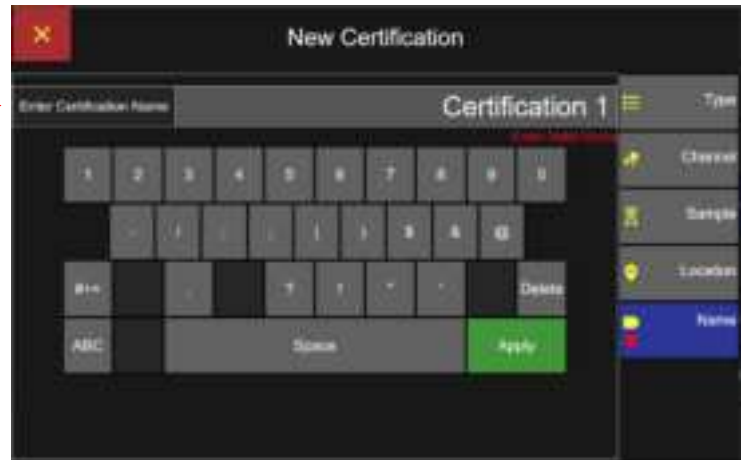 New Certification
Enter Certification Name
Certification 1
Type
Channel
Sample
Location
Name
1 2 3 4 5 6 7 8 9 0
$ & @
#+=
? !
Delete
ABC
Space
Apply